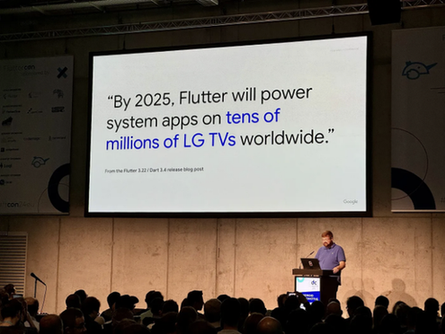 “By 2025, Flutter will power
system apps on tens of
millions of LG TVs worldwide.”
From the Flutter 3.22 / Dart 3.4 release blog post
Google